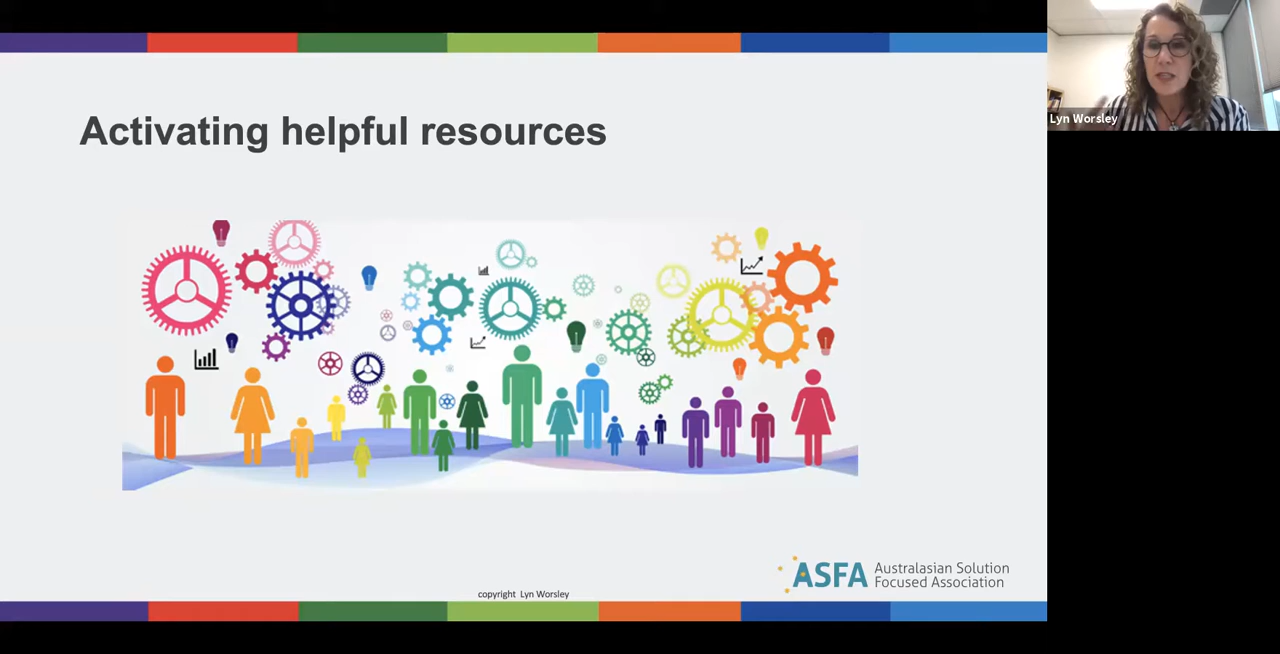 Activating helpful resources
Lyn Worsley
ASFA Australasian Solution
Focused Association
copyright Lyn Worsley